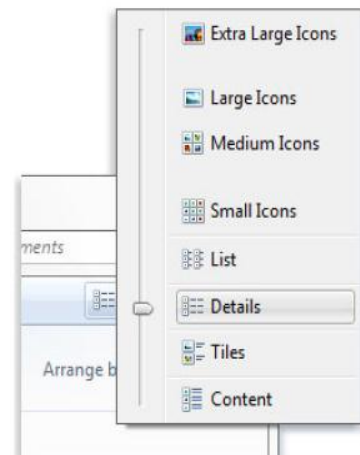 Extra Large Icons
Large Icons
Medium Icons
Small Icons
List
Details
Tiles
Content
ments
Arrange b